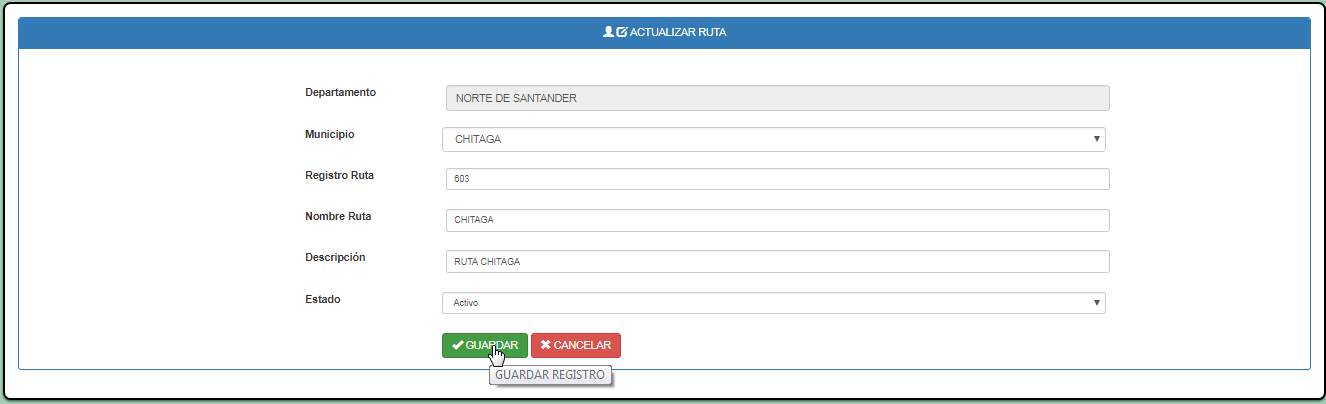 ACTUALIZAR RUTA
Departamento NORTE DE SANTANDER
Municipio CHITAGA
Registro Ruta 603
Nombre Ruta CHITAGA
Descripción RUTA CHITAGA
Estado Activo
GUARDAR CANCELAR
GUARDAR REGISTRO